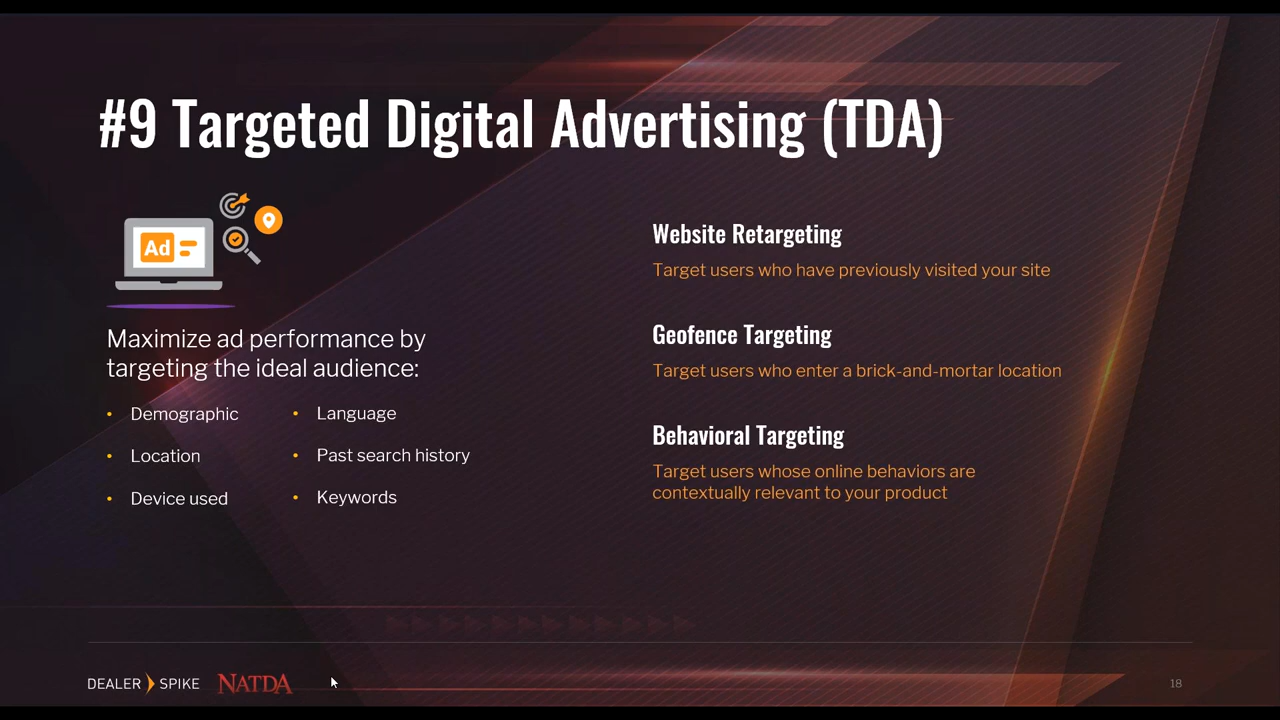 #9 Targeted Digital Advertising (TDA)
Ad
Maximize ad performance by
targeting the ideal audience:
• Demographic
• Location
• Device used
• Language
• Past search history
• Keywords
Website Retargeting
Target users who have previously visited your site
Geofence Targeting
Target users who enter a brick-and-mortar location
Behavioral Targeting
Target users whose online behaviors are
contextually relevant to your product
DEALER SPIKE
NATDA
18